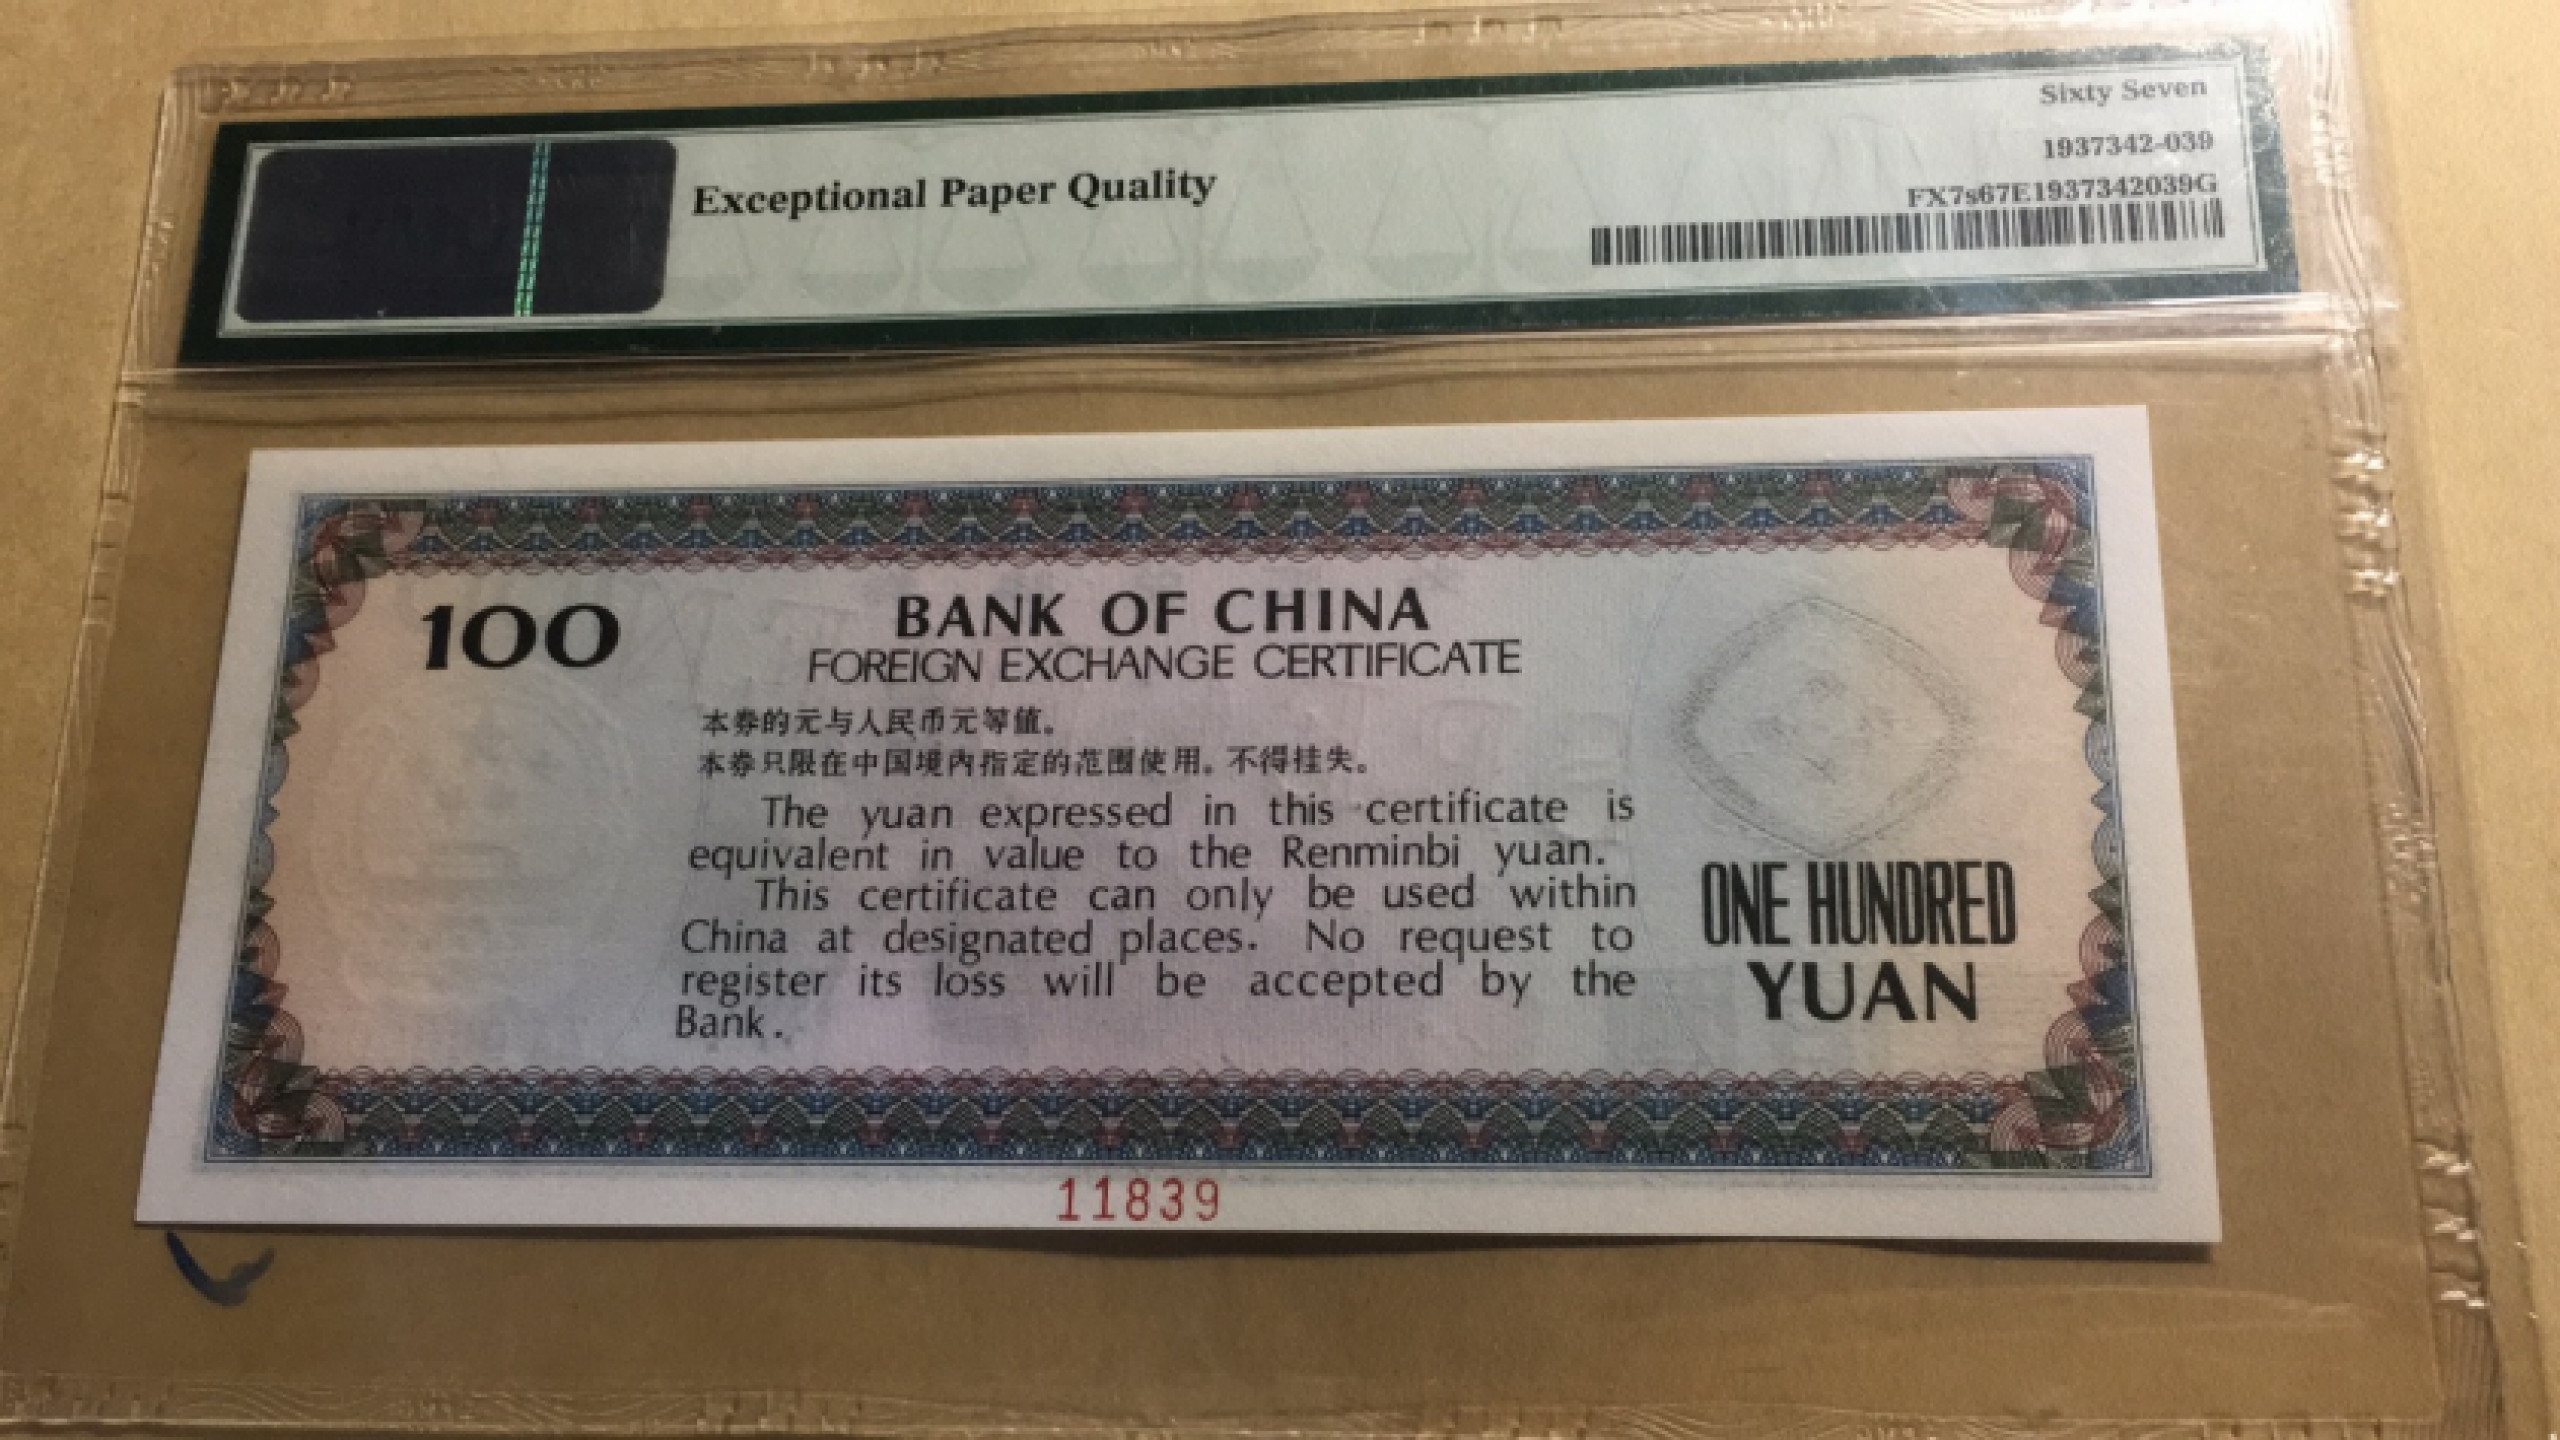 Sixty Seven
1937342-039
Exceptional Paper Quality
FX7s67E1937342039G
100
BANK OF CHINA
FOREIGN EXCHANGE CERTIFICATE
本券的元与人民币元等值。
本券只限在中国境内指定的范围使用。不得挂失。
The yuan expressed in this certificate is
equivalent in value to the Renminbi yuan.
This certificate can only be used within
China at designated places. No request to
register its loss will be accepted by the
Bank.
ONE HUNDRED
YUAN
11839